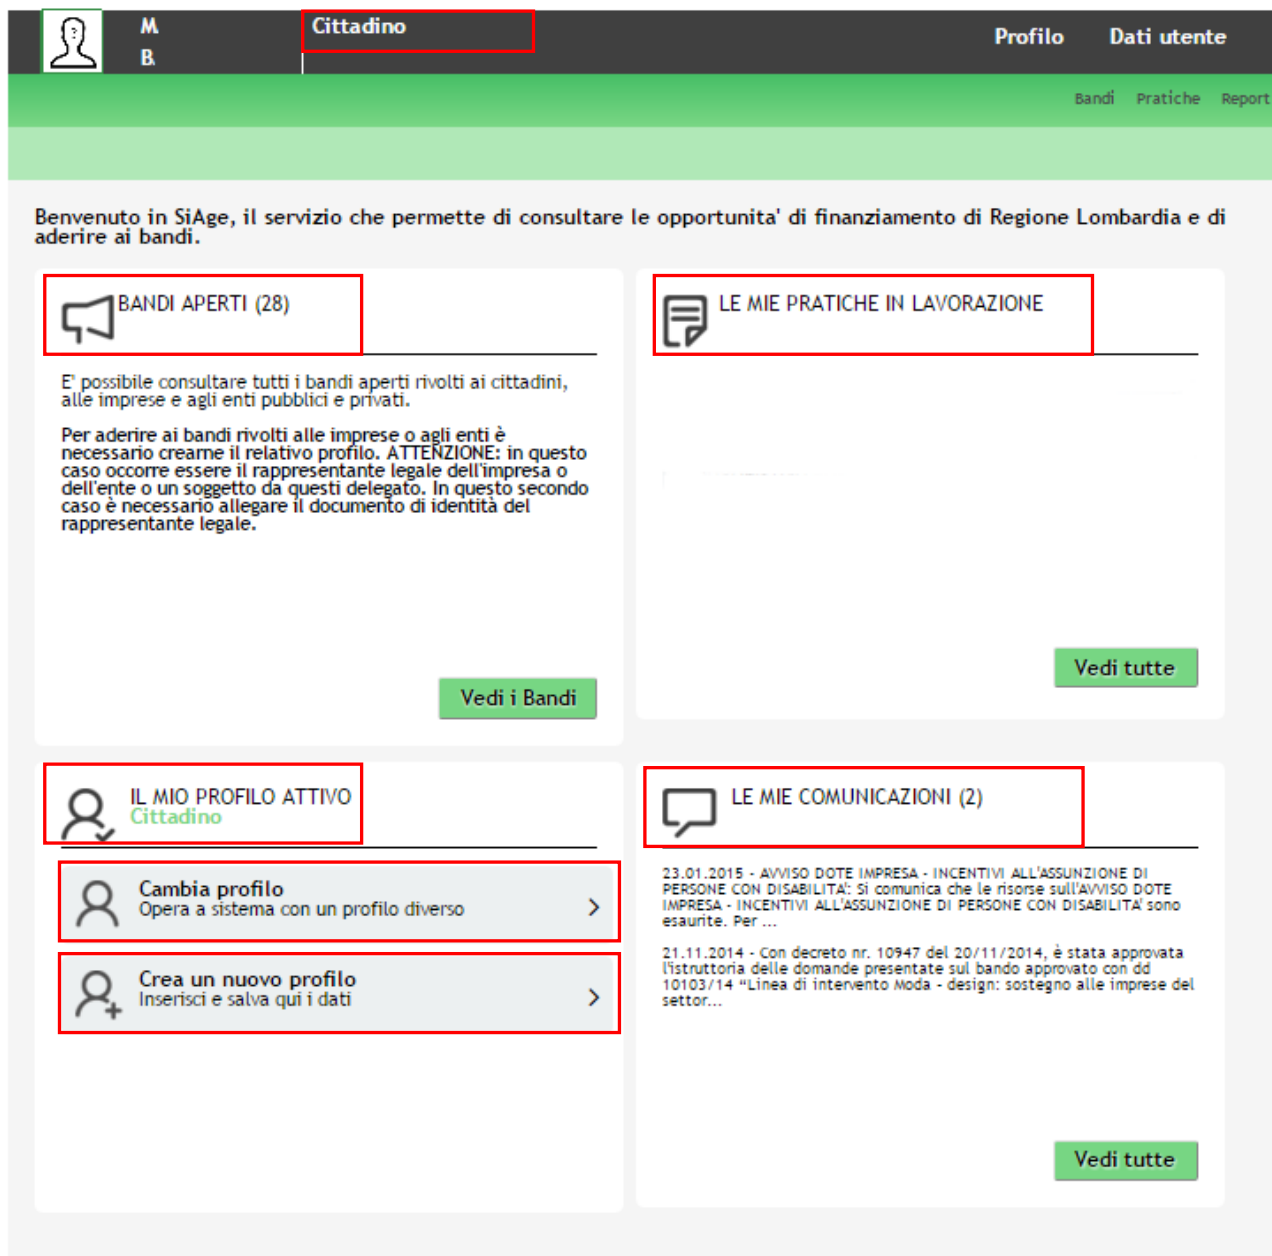 M
B.
Cittadino
Profilo Dati utente
Bandi Pratiche Report
Benvenuto in SiAge, il servizio che permette di consultare le opportunita' di finanziamento di Regione Lombardia e di
aderire ai bandi.
BANDI APERTI (28)
E' possibile consultare tutti i bandi aperti rivolti ai cittadini,
alle imprese e agli enti pubblici e privati.
Per aderire ai bandi rivolti alle imprese o agli enti è
necessario crearne il relativo profilo. ATTENZIONE: in questo
caso occorre essere il rappresentante legale dell'impresa o
dell'ente o un soggetto da questi delegato. In questo secondo
caso è necessario allegare il documento di identità del
rappresentante legale.
Vedi i Bandi
LE MIE PRATICHE IN LAVORAZIONE
Vedi tutte
IL MIO PROFILO ATTIVO
Cittadino
Cambia profilo
Opera a sistema con un profilo diverso
Crea un nuovo profilo
Inserisci e salva qui i dati
LE MIE COMUNICAZIONI (2)
23.01.2015 - AVVISO DOTE IMPRESA - INCENTIVI ALL'ASSUNZIONE DI
PERSONE CON DISABILITA': Si comunica che le risorse sull'AVVISO DOTE
IMPRESA - INCENTIVI ALL'ASSUNZIONE DI PERSONE CON DISABILITA' sono
esaurite. Per ...
21.11.2014 - Con decreto nr. 10947 del 20/11/2014, è stata approvata
l'istruttoria delle domande presentate sul bando approvato con dd
10103/14 “Linea di intervento Moda - design: sostegno alle imprese del
settor...
Vedi tutte